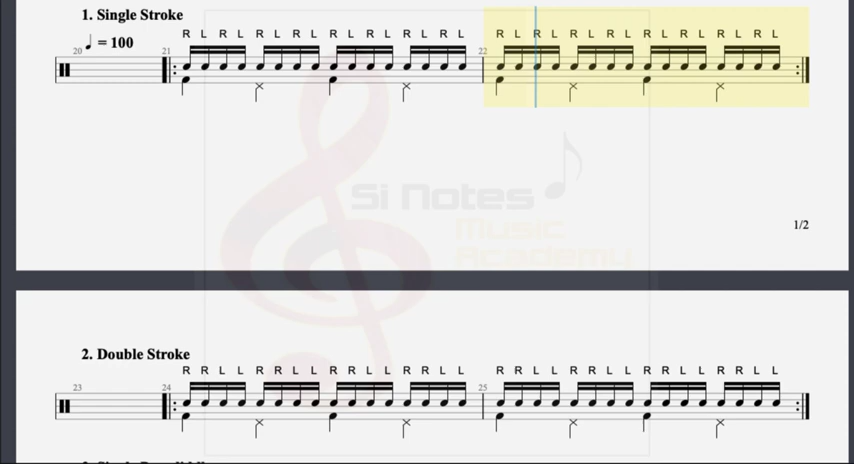 1. Single Stroke
R L R L R L R L R L R L R L R L R L R L R L R L R L R L R L R L
♩ = 100
20 21 22
Si Notes
Music
Academy
1/2
2. Double Stroke
R R L L R R L L R R L L R R L L R R L L R R L L R R L L R R L L
23 24 25